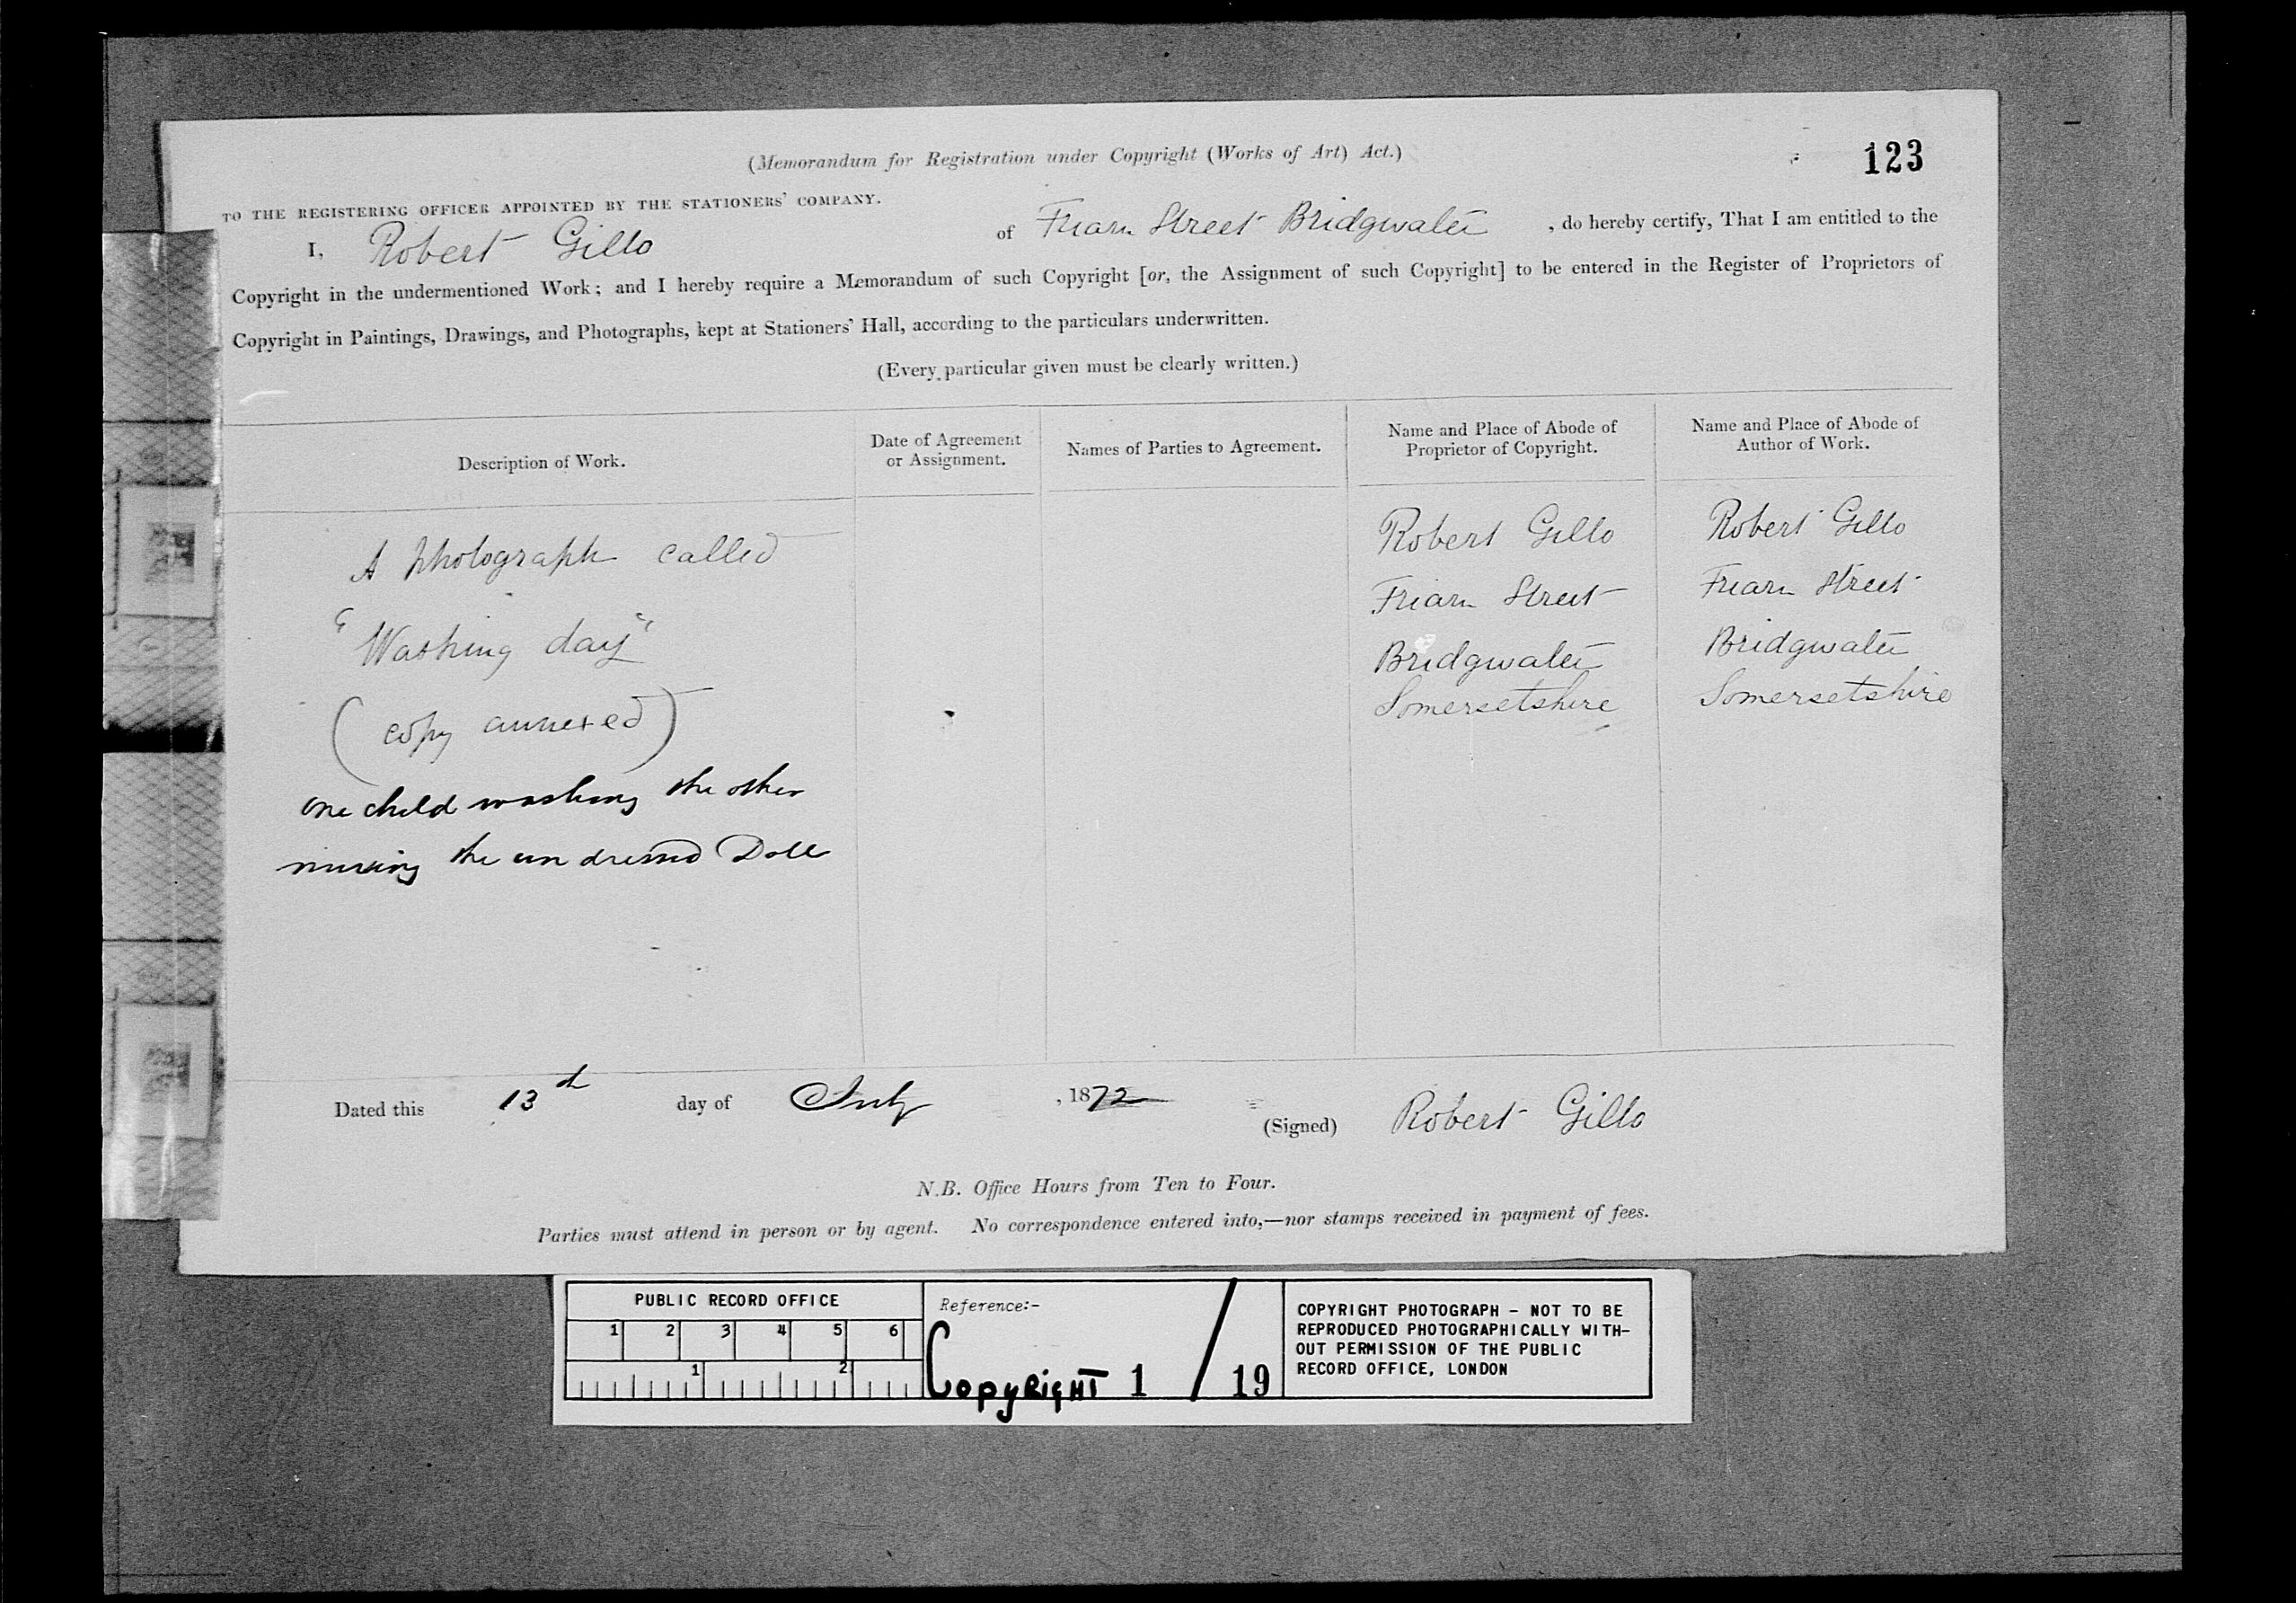 (Memorandum for Registration under Copyright (Works of Art) Act.)
123
TO THE REGISTERING OFFICER APPOINTED BY THE STATIONERS' COMPANY.
I, Robert Gillo of Friarn Street Bridgwater , do hereby certify, That I am entitled to the
Copyright in the undermentioned Work; and I hereby require a Memorandum of such Copyright [or, the Assignment of such Copyright] to be entered in the Register of Proprietors of
Copyright in Paintings, Drawings, and Photographs, kept at Stationers' Hall, according to the particulars underwritten.
(Every particular given must be clearly written.)
Description of Work.
Date of Agreement
or Assignment.
Names of Parties to Agreement.
Name and Place of Abode of
Proprietor of Copyright.
Name and Place of Abode of
Author of Work.
A photograph called
"Washing day"
(copy annexed)
one child washing the other
nursing the undressed Doll
Robert Gillo
Friarn Street
Bridgwater
Somersetshire
Robert Gillo
Friarn Street
Bridgwater
Somersetshire
Dated this 13th day of July , 1872
(Signed) Robert Gillo
N.B. Office Hours from Ten to Four.
Parties must attend in person or by agent. No correspondence entered into,—nor stamps received in payment of fees.
PUBLIC RECORD OFFICE
1 2 3 4 5 6
1 2
Reference:-
Copyright 1 / 19
COPYRIGHT PHOTOGRAPH - NOT TO BE
REPRODUCED PHOTOGRAPHICALLY WITH-
OUT PERMISSION OF THE PUBLIC
RECORD OFFICE, LONDON